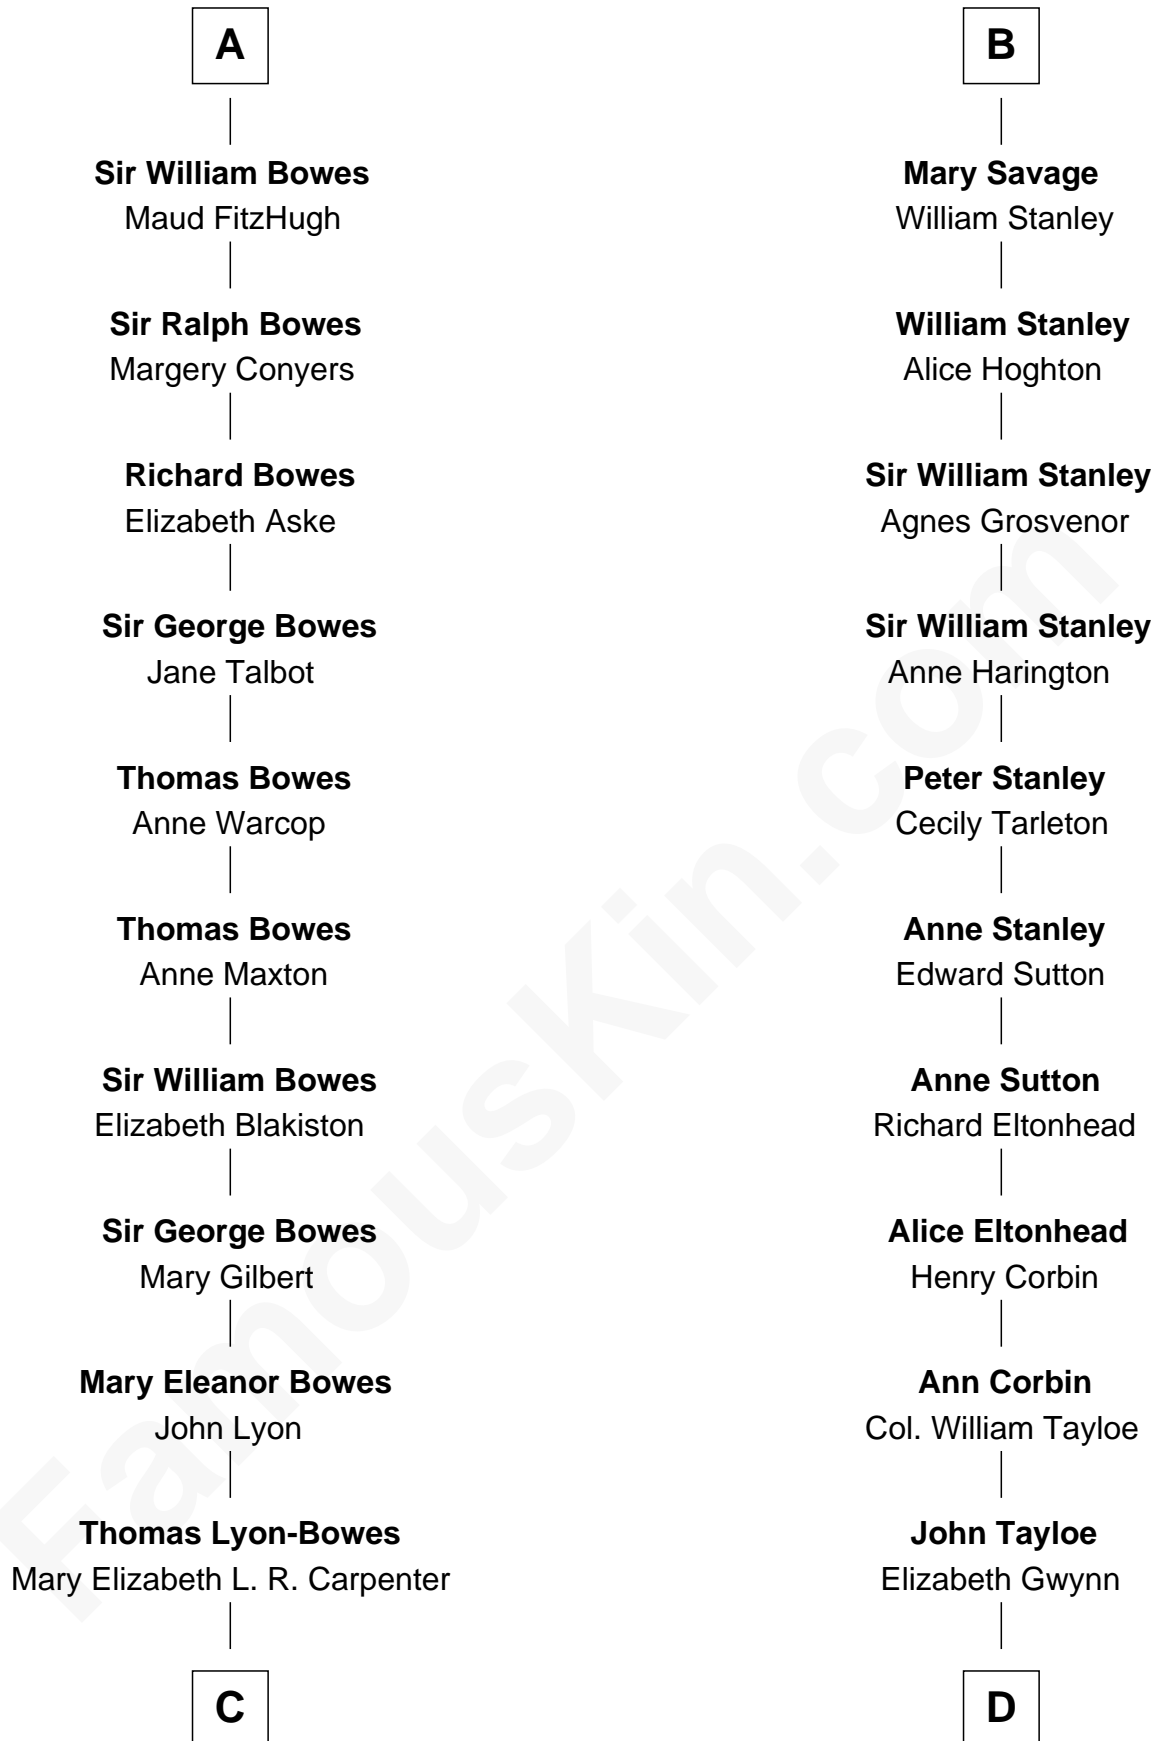 A
Sir William Bowes
Maud FitzHugh
Sir Ralph Bowes
Margery Conyers
Richard Bowes
Elizabeth Aske
Sir George Bowes
Jane Talbot
Thomas Bowes
Anne Warcop
Thomas Bowes
Anne Maxton
Sir William Bowes
Elizabeth Blakiston
Sir George Bowes
Mary Gilbert
Mary Eleanor Bowes
John Lyon
Thomas Lyon-Bowes
Mary Elizabeth L. R. Carpenter
C
B
Mary Savage
William Stanley
William Stanley
Alice Hoghton
Sir William Stanley
Agnes Grosvenor
Sir William Stanley
Anne Harington
Peter Stanley
Cecily Tarleton
Anne Stanley
Edward Sutton
Anne Sutton
Richard Eltonhead
Alice Eltonhead
Henry Corbin
Ann Corbin
Col. William Tayloe
John Tayloe
Elizabeth Gwynn
D
FamousKin.com